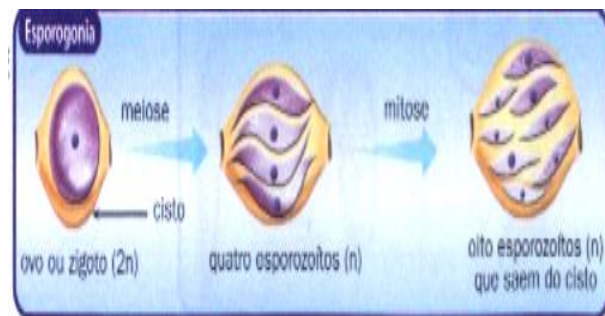 Esporogonia
meiose
mitose
cisto
ovo ou zigoto (2n)
quatro esporozoítos (n)
oito esporozoítos (n)
que saem do cisto